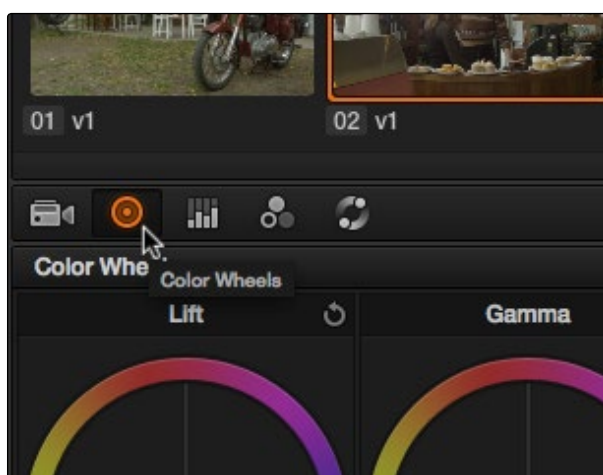 01 v1
02 v1
Color Whe
Color Wheels
Lift
Gamma